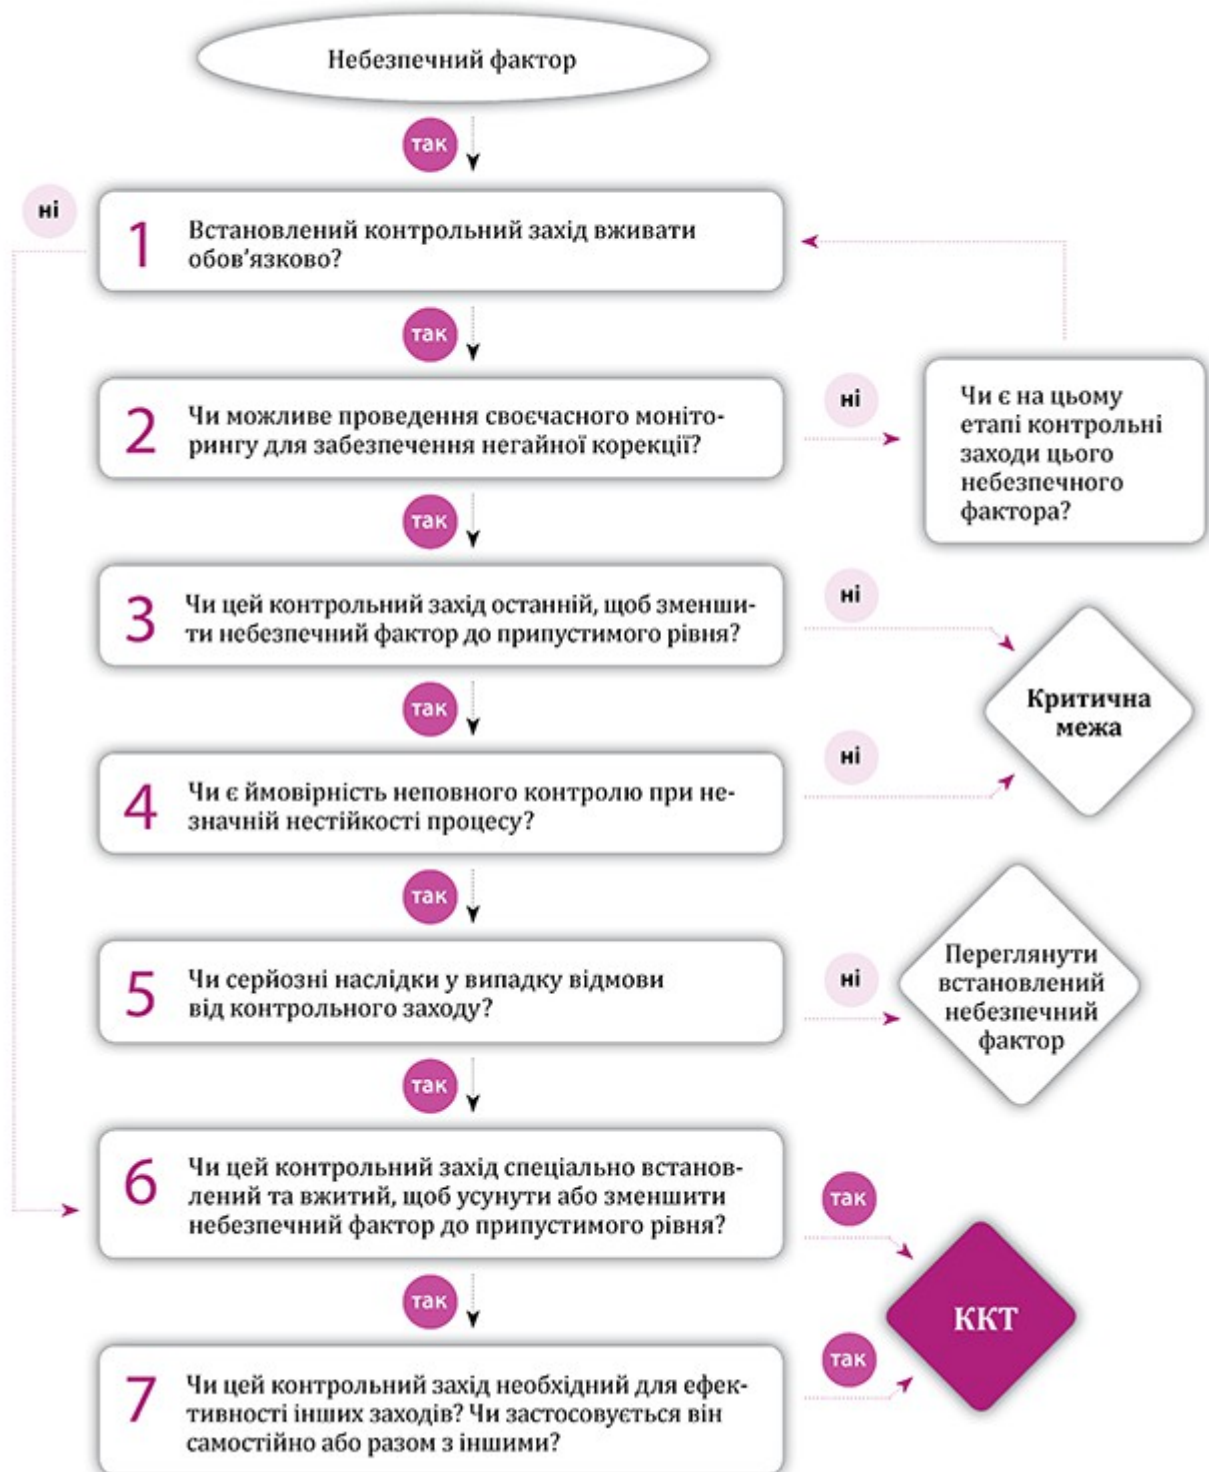 Небезпечний фактор
так
ні
1
Встановлений контрольний захід вживати
обов’язково?
так
2
Чи можливе проведення своєчасного моніто-
рингу для забезпечення негайної корекції?
ні
Чи є на цьому
етапі контрольні
заходи цього
небезпечного
фактора?
так
3
Чи цей контрольний захід останній, щоб зменши-
ти небезпечний фактор до припустимого рівня?
ні
Критична
межа
так
4
Чи є ймовірність неповного контролю при не-
значній нестійкості процесу?
ні
так
5
Чи серйозні наслідки у випадку відмови
від контрольного заходу?
ні
Переглянути
встановлений
небезпечний
фактор
так
6
Чи цей контрольний захід спеціально встанов-
лений та вжитий, щоб усунути або зменшити
небезпечний фактор до припустимого рівня?
так
ККТ
так
7
Чи цей контрольний захід необхідний для ефек-
тивності інших заходів? Чи застосовується він
самостійно або разом з іншими?
так